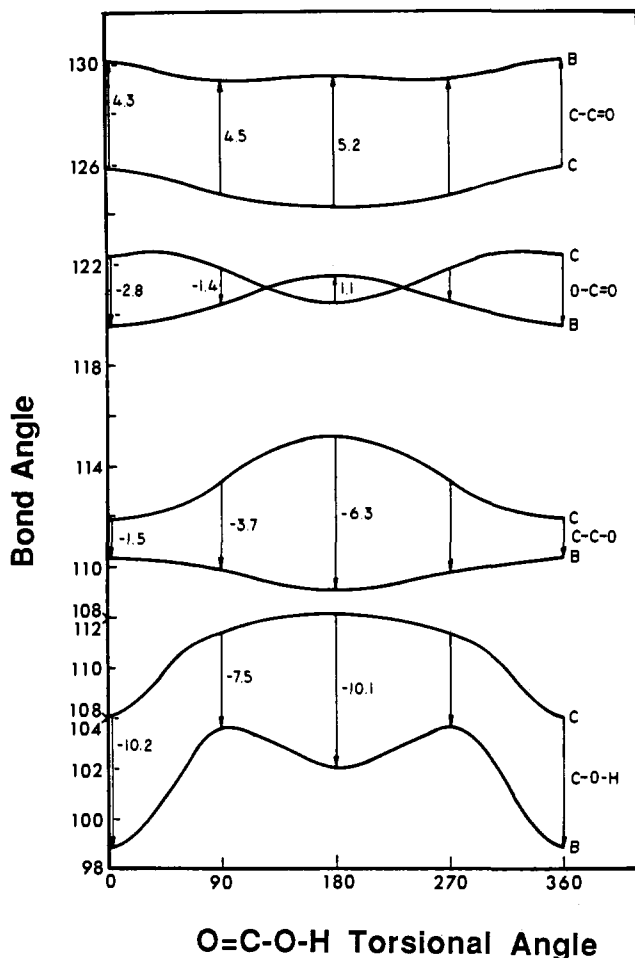 130
B
4.3
C-C=O
4.5
5.2
126
C
122
C
-2.8
-1.4
1.1
O-C=O
B
118
114
-3.7
-6.3
C
-1.5
C-C-O
110
B
108
112
110
-7.5
-10.1
108
104
C
-10.2
C-O-H
102
100
B
98
0
90
180
270
360
Bond Angle
O=C-O-H Torsional Angle